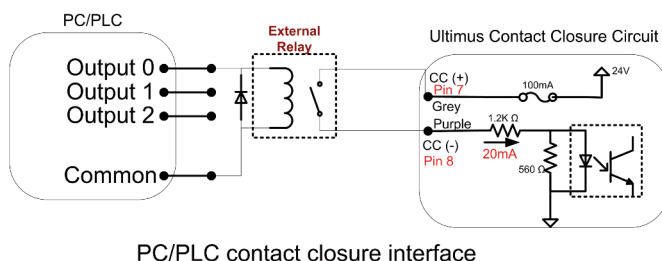 PC/PLC
Output 0
Output 1
Output 2
Common
External
Relay
Ultimus Contact Closure Circuit
CC (+)
Pin 7
Grey
100mA
24V
Purple
CC (-)
Pin 8
1.2K Ω
20mA
560 Ω
PC/PLC contact closure interface